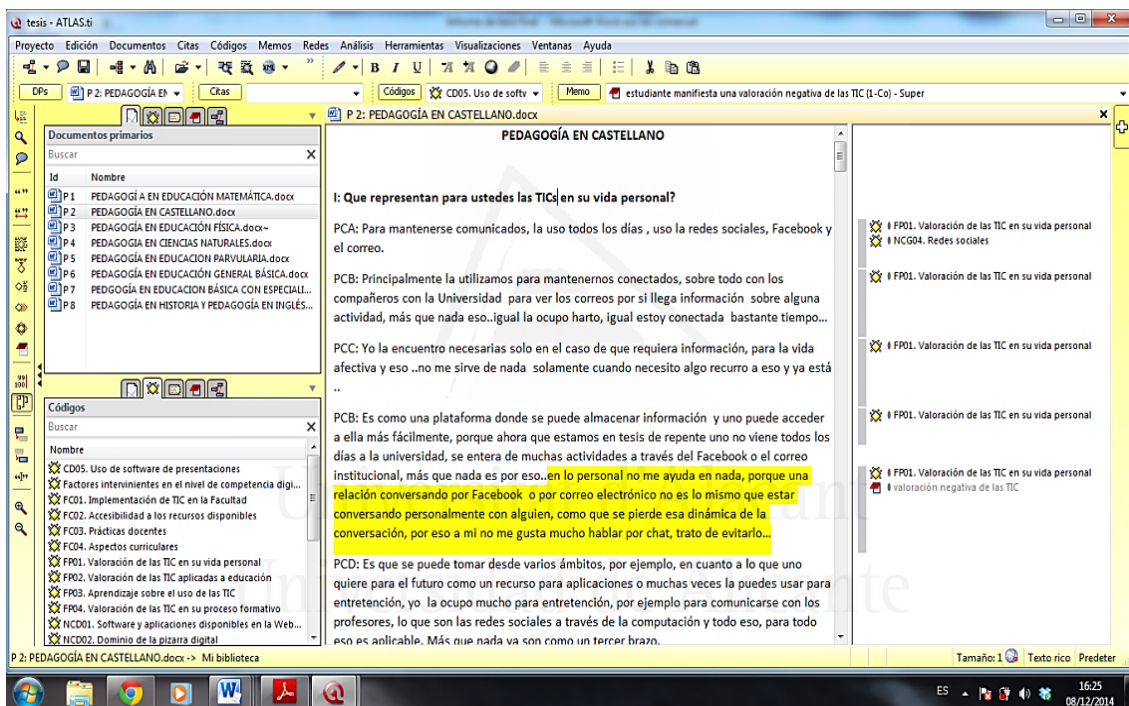 tesis - ATLAS.ti
Proyecto Edición Documentos Citas Códigos Memos Redes Análisis Herramientas Visualizaciones Ventanas Ayuda
B I U
DPs P 2: PEDAGOGÍA EN Citas Códigos CD05. Uso de softv Memo estudiante manifiesta una valoración negativa de las TIC (1-Co) - Super
Documentos primarios
Buscar X
Id Nombre
P 1 PEDAGOGÍ A EN EDUCACIÓN MATEMÁTICA.docx
P 2 PEDAGOGÍA EN CASTELLANO.docx
P 3 PEDAGOGÍA EN EDUCACIÓN FÍSICA.docx~
P 4 PEDAGOGIA EN CIENCIAS NATURALES.docx
P 5 PEDAGOGÍA EN EDUCACION PARVULARIA.docx
P 6 PEDAGOGÍA EN EDUCACIÓN GENERAL BÁSICA.docx
P 7 PEDGOGÍA EN EDUCACION BÁSICA CON ESPECIALI...
P 8 PEDAGOGÍA EN HISTORIA Y PEDAGOGÍA EN INGLÉS...
Códigos
Buscar X
Nombre
CD05. Uso de software de presentaciones
Factores intervinientes en el nivel de competencia digi...
FC01. Implementación de TIC en la Facultad
FC02. Accesibilidad a los recursos disponibles
FC03. Prácticas docentes
FC04. Aspectos curriculares
FP01. Valoración de las TIC en su vida personal
FP02. Valoración de las TIC aplicadas a educación
FP03. Aprendizaje sobre el uso de las TIC
FP04. Valoración de las TIC en su proceso formativo
NCD01. Software y aplicaciones disponibles en la Web...
NCD02. Dominio de la pizarra digital
P 2: PEDAGOGÍA EN CASTELLANO.docx
PEDAGOGÍA EN CASTELLANO
I: Que representan para ustedes las TICs en su vida personal?
PCA: Para mantenerse comunicados, la uso todos los días , uso la redes sociales, Facebook y
el correo.
PCB: Principalmente la utilizamos para mantenernos conectados, sobre todo con los
compañeros con la Universidad para ver los correos por si llega información sobre alguna
actividad, más que nada eso..igual la ocupo harto, igual estoy conectada bastante tiempo...
PCC: Yo la encuentro necesarias solo en el caso de que requiera información, para la vida
afectiva y eso ..no me sirve de nada solamente cuando necesito algo recurro a eso y ya está
..
PCB: Es como una plataforma donde se puede almacenar información y uno puede acceder
a ella más fácilmente, porque ahora que estamos en tesis de repente uno no viene todos los
días a la universidad, se entera de muchas actividades a través del Facebook o el correo
institucional, más que nada es por eso..en lo personal no me ayuda en nada, porque una
relación conversando por Facebook o por correo electrónico no es lo mismo que estar
conversando personalmente con alguien, como que se pierde esa dinámica de la
conversación, por eso a mi no me gusta mucho hablar por chat, trato de evitarlo...
PCD: Es que se puede tomar desde varios ámbitos, por ejemplo, en cuanto a lo que uno
quiere para el futuro como un recurso para aplicaciones o muchas veces la puedes usar para
entretención, yo la ocupo mucho para entretención, por ejemplo para comunicarse con los
profesores, lo que son las redes sociales a través de la computación y todo eso, para todo
eso es aplicable. Más que nada ya son como un tercer brazo.
FP01. Valoración de las TIC en su vida personal
NCG04. Redes sociales
FP01. Valoración de las TIC en su vida personal
FP01. Valoración de las TIC en su vida personal
FP01. Valoración de las TIC en su vida personal
FP01. Valoración de las TIC en su vida personal
valoración negativa de las TIC
Universidad de Alicante
P 2: PEDAGOGÍA EN CASTELLANO.docx -> Mi biblioteca
Tamaño: 1 Texto rico Predeter
ES 16:25
08/12/2014